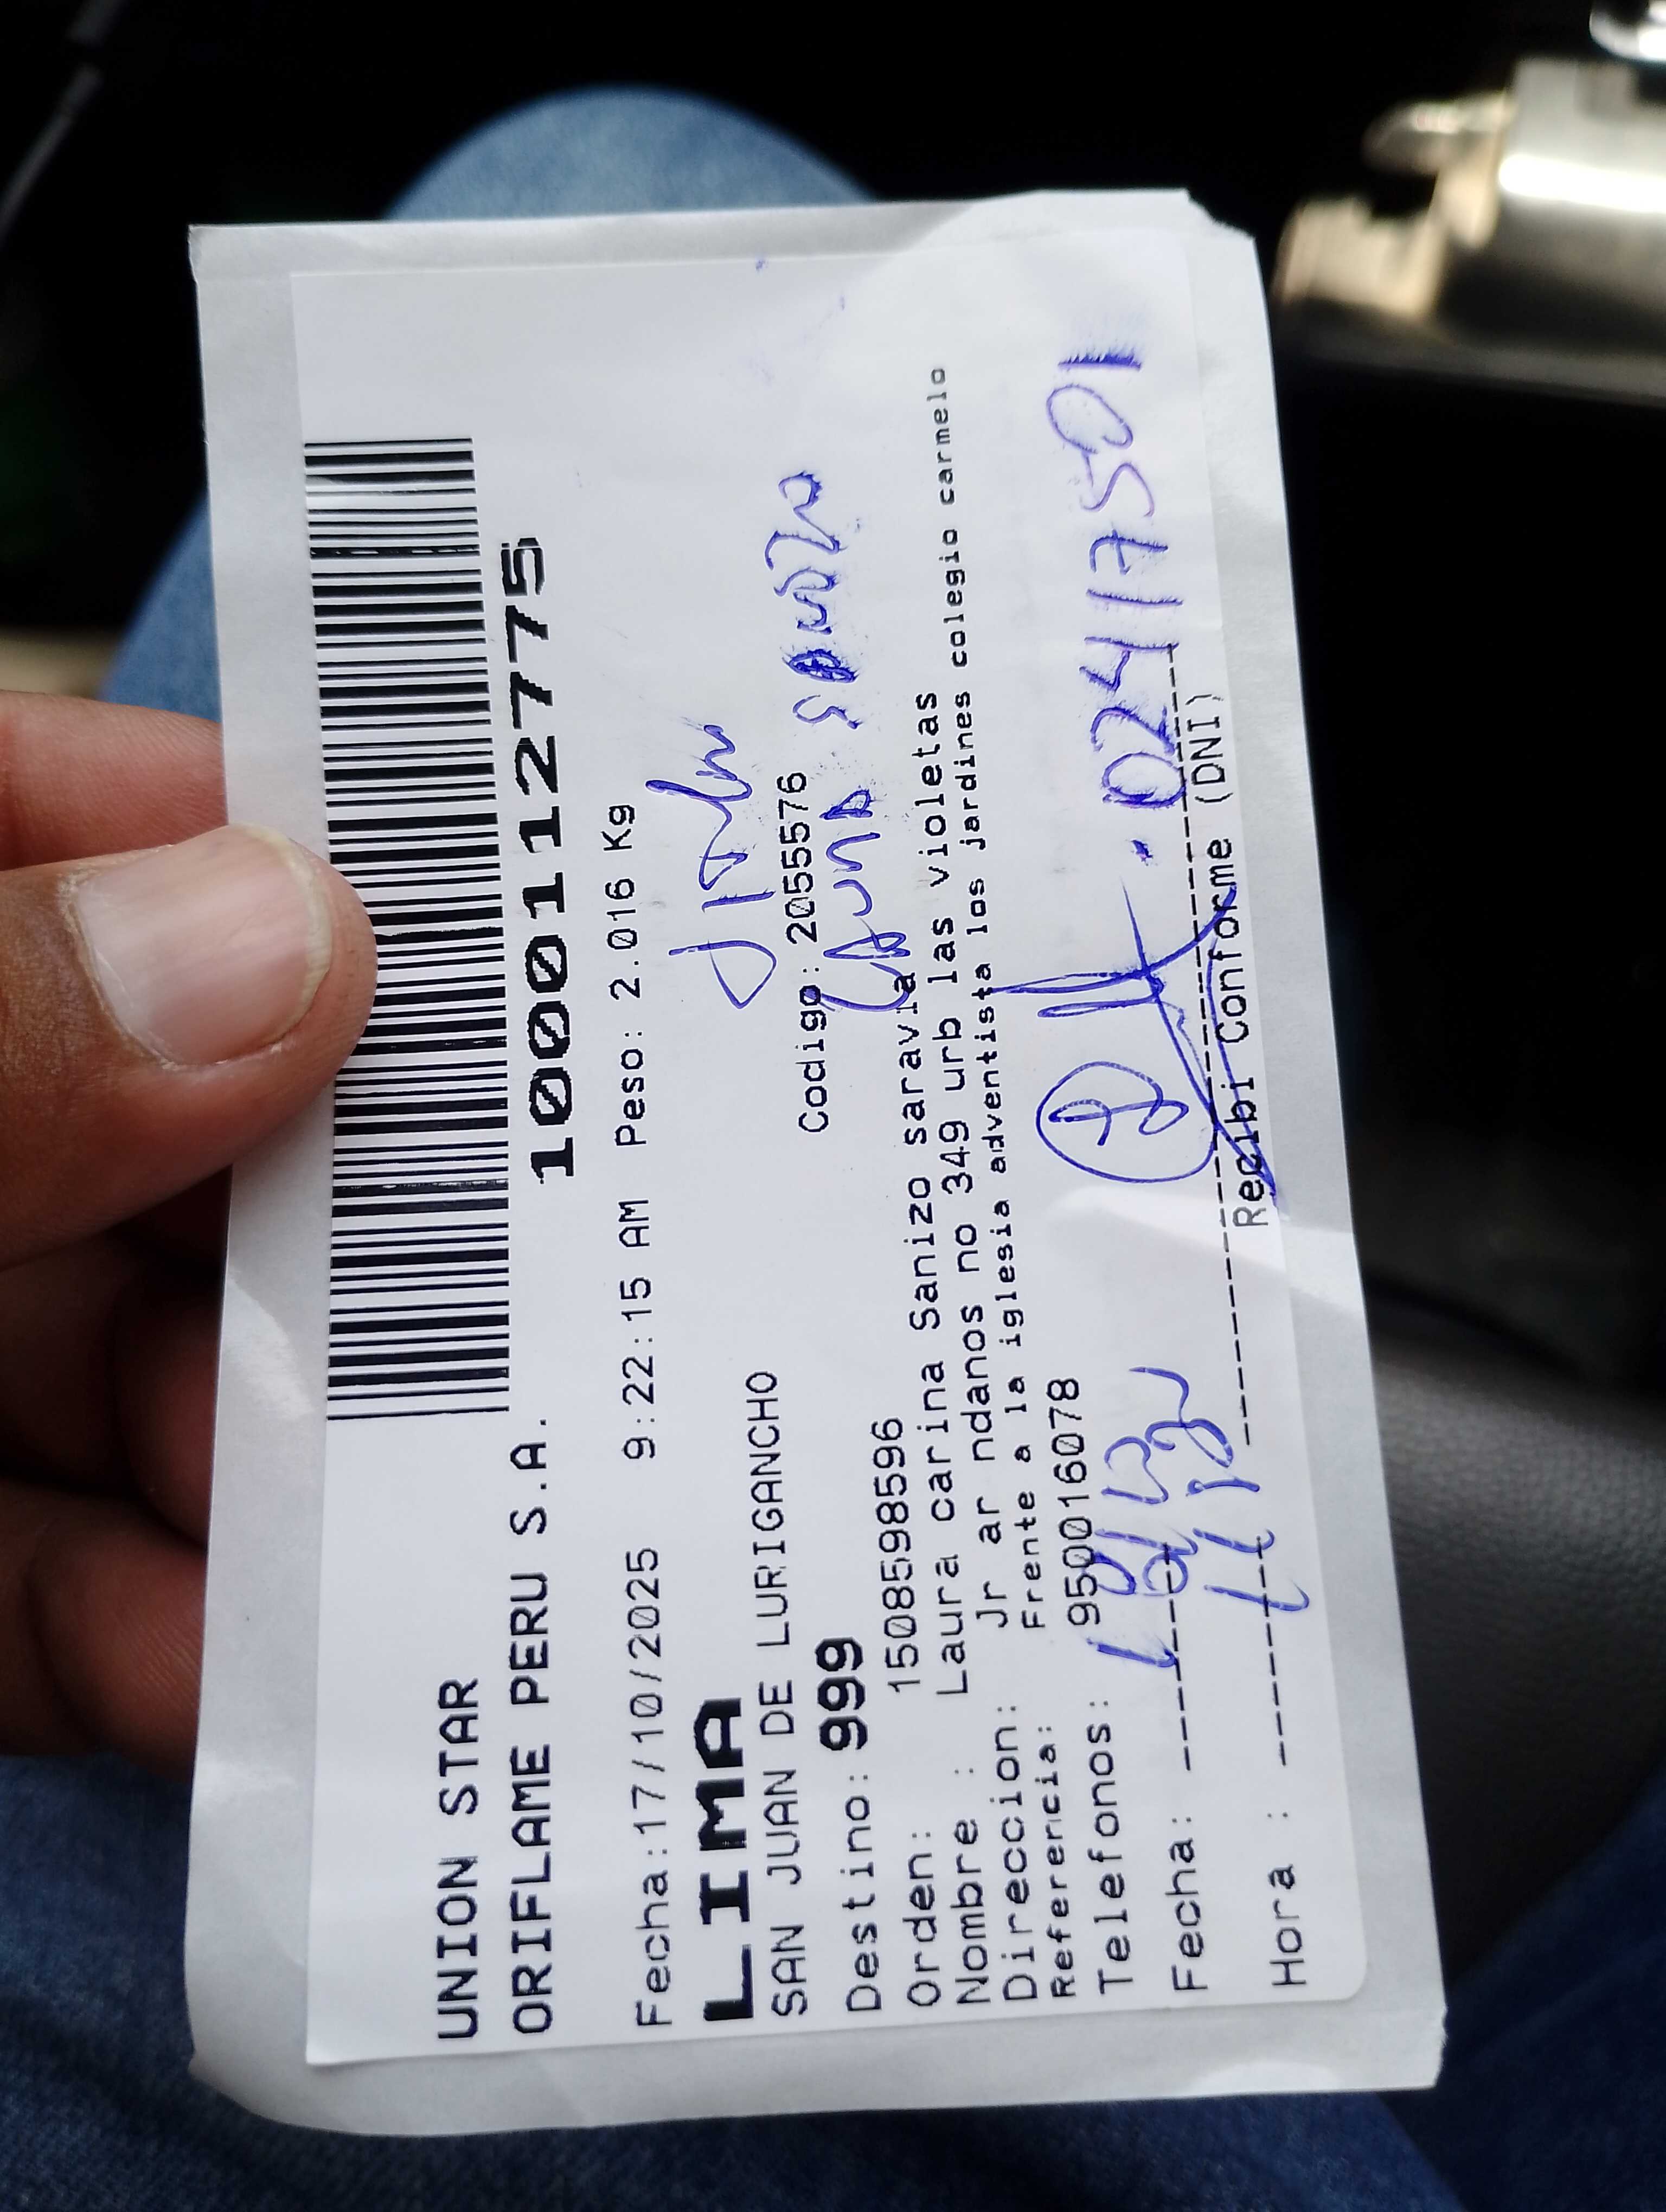 UNION STAR
ORIFLAME PERU S.A.
1000112775
Fecha:17/10/2025 9:22:15 AM Peso: 2.016 Kg
LIMA
SAN JUAN DE LURIGANCHO
Destino: 999 Codigo: 2055576
Orden: 1508598596
Nombre : Laura carina Sanizo saravia
Direccion: Jr ar ndanos no 349 urb las violetas
Referencia: Frente a la iglesia adventista los jardines colegio carmelo
Telefonos: 950016078
024117501
Fecha:
Recibi Conforme (DNI)
Hora :